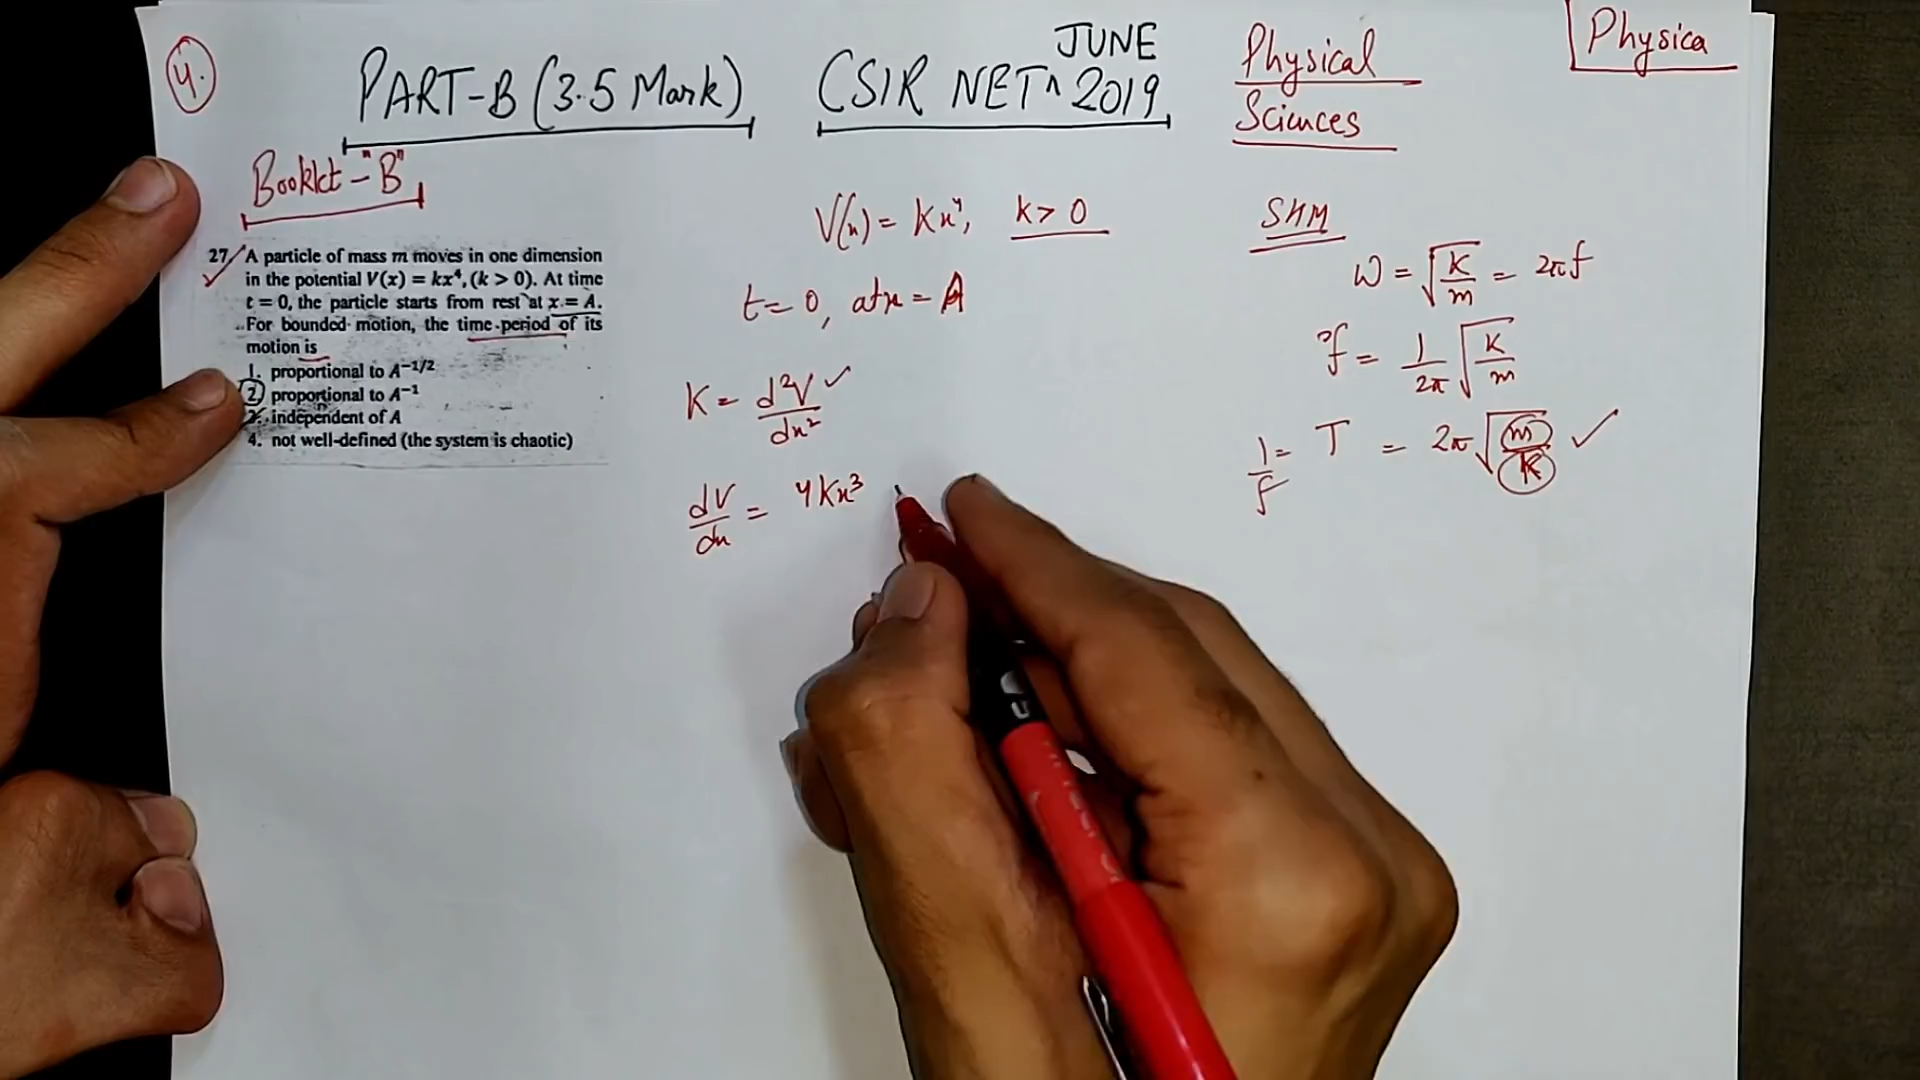 4.
PART-B (3.5 Mark)
CSIR NET^ 2019
JUNE
Physical
Sciences
Physica
Booklet-"B"
27. A particle of mass m moves in one dimension
in the potential V(x) = kx⁴, (k > 0). At time
t = 0, the particle starts from rest at x = A.
For bounded motion, the time period of its
motion is
1. proportional to A⁻¹/²
2. proportional to A⁻¹
3. independent of A
4. not well-defined (the system is chaotic)
V(x) = Kx⁴, k > 0
t = 0, at x = A
K = d²V/dx² ✓
dV/dx = 4Kx³
SHM
ω = √(K/m) = 2πf
f = 1/2π √(K/m)
1/f = T = 2π √(m/K) ✓